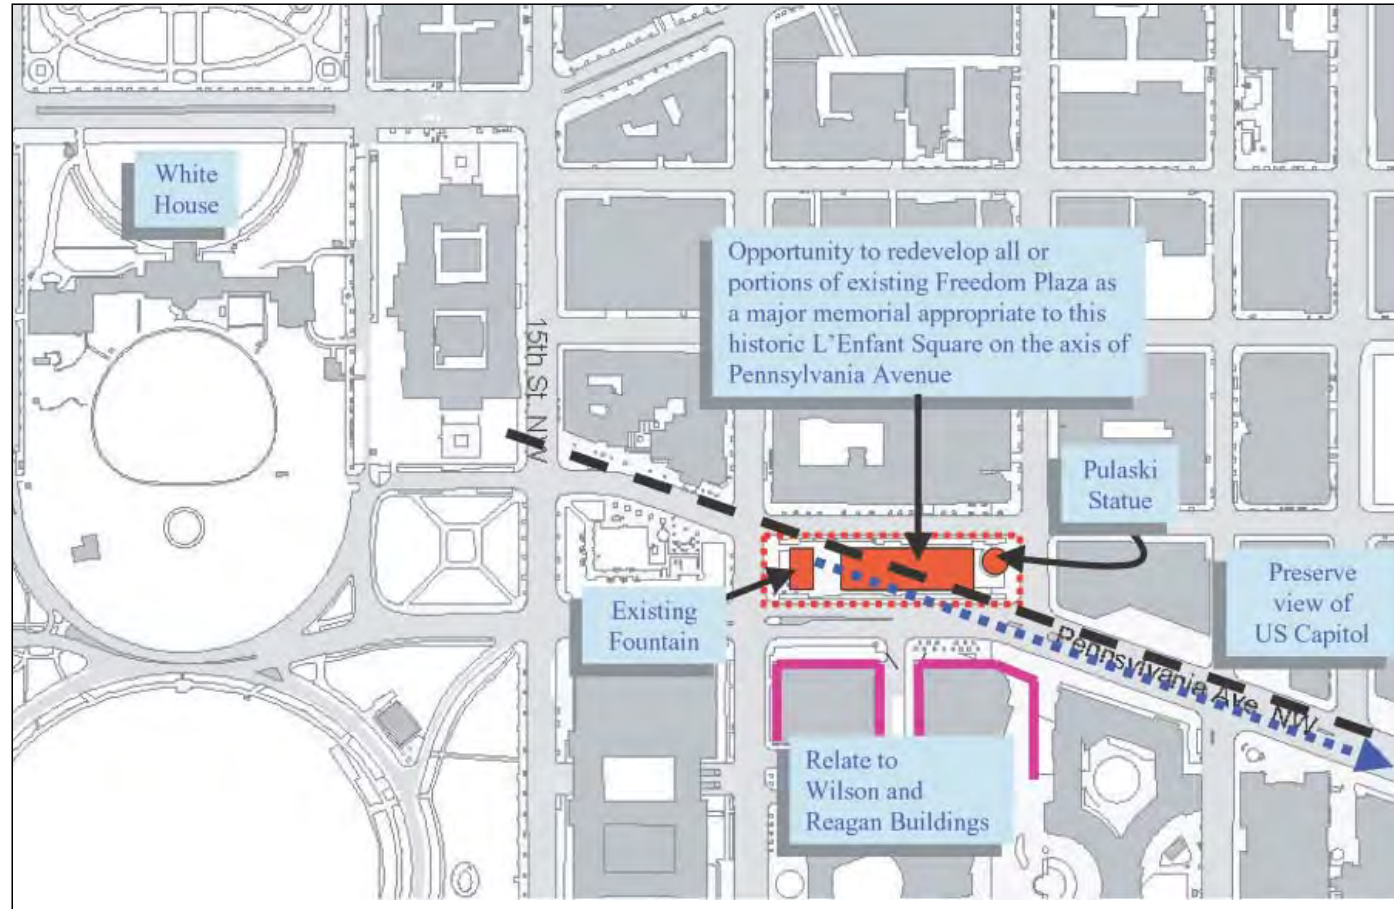 White
House
Opportunity to redevelop all or
portions of existing Freedom Plaza as
a major memorial appropriate to this
historic L'Enfant Square on the axis of
Pennsylvania Avenue
15th St. NW
Pulaski
Statue
Existing
Fountain
Preserve
view of
US Capitol
Pennsylvania Ave NW
Relate to
Wilson and
Reagan Buildings